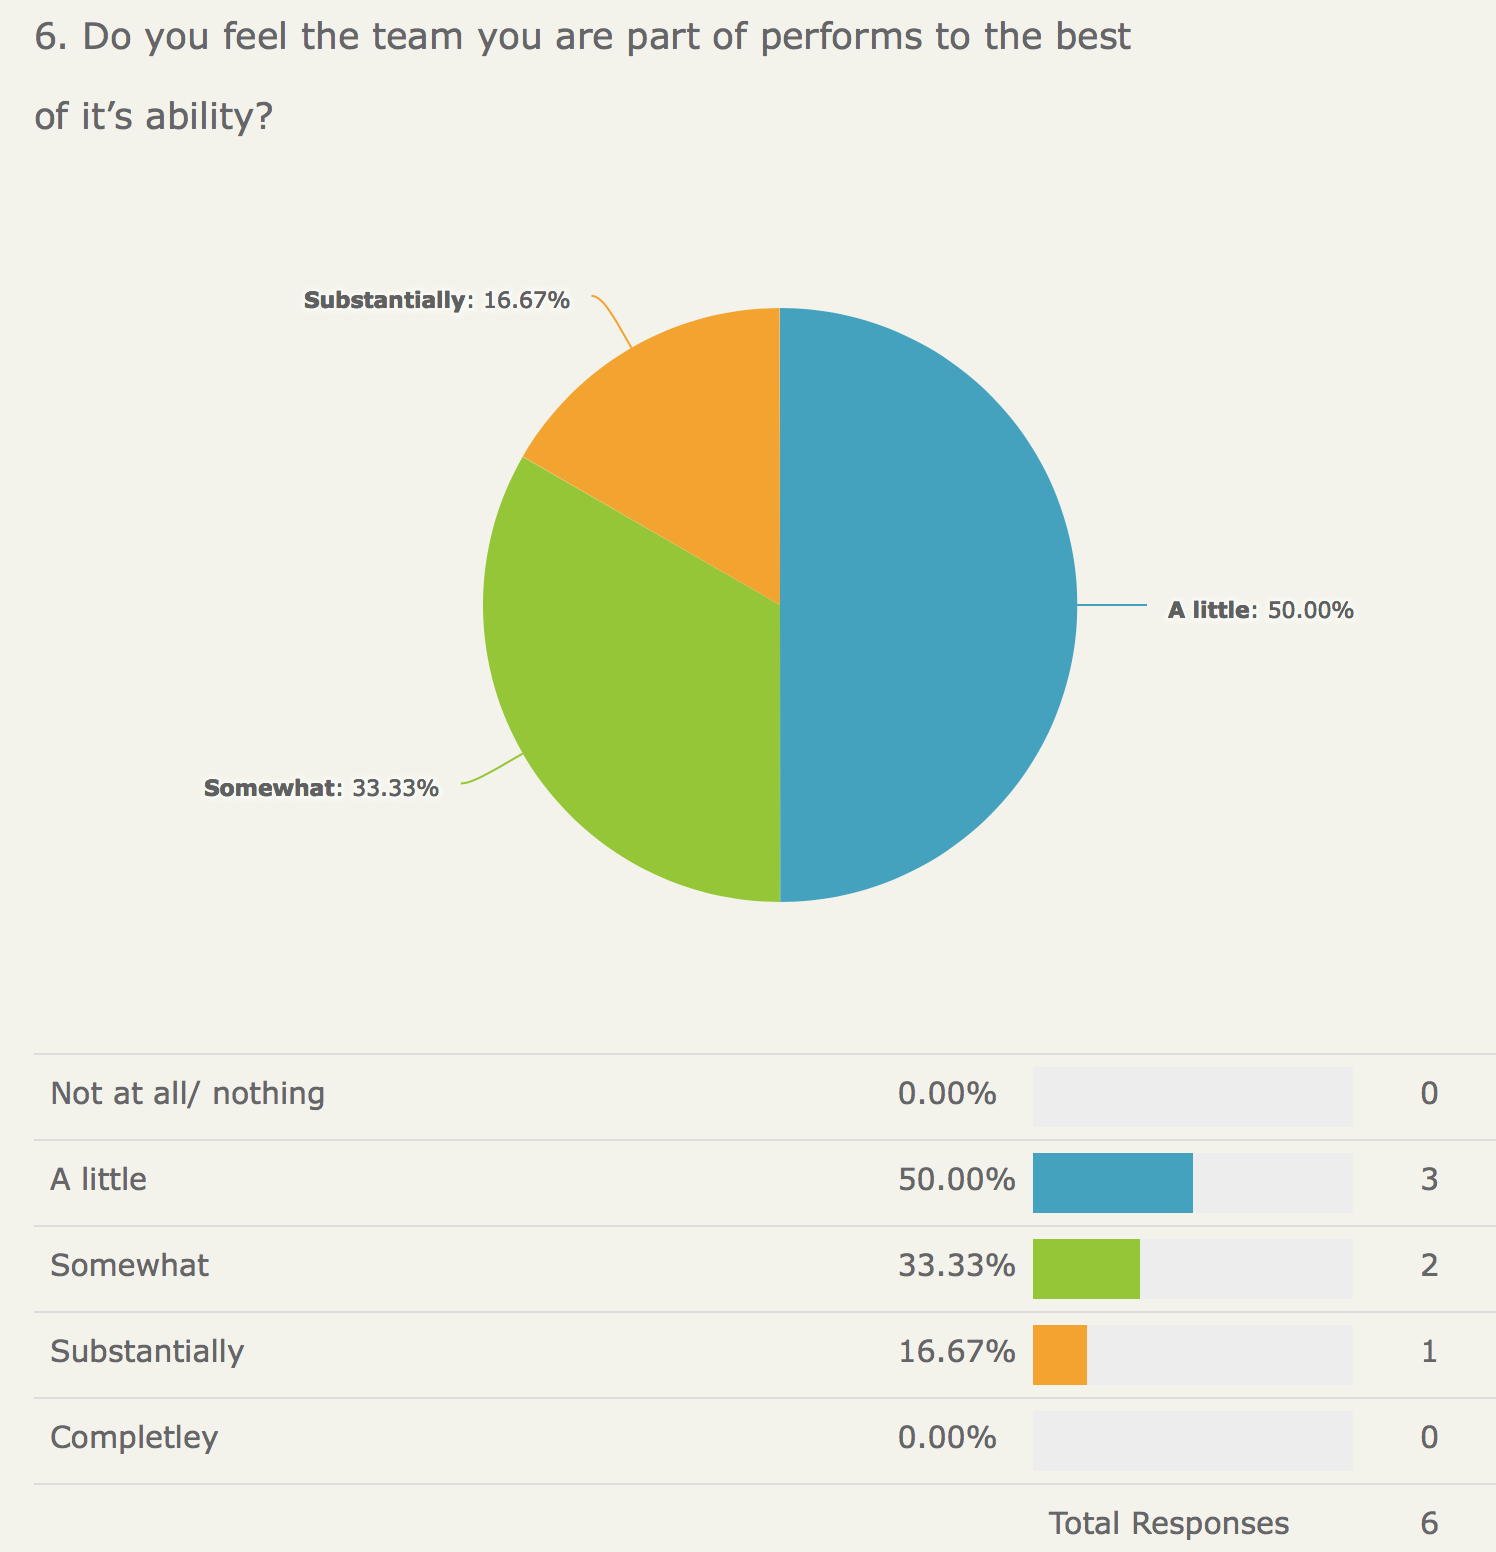 6. Do you feel the team you are part of performs to the best
of it’s ability?
Substantially: 16.67%
A little: 50.00%
Somewhat: 33.33%
Not at all/ nothing 0.00% 0
A little 50.00% 3
Somewhat 33.33% 2
Substantially 16.67% 1
Completley 0.00% 0
Total Responses 6